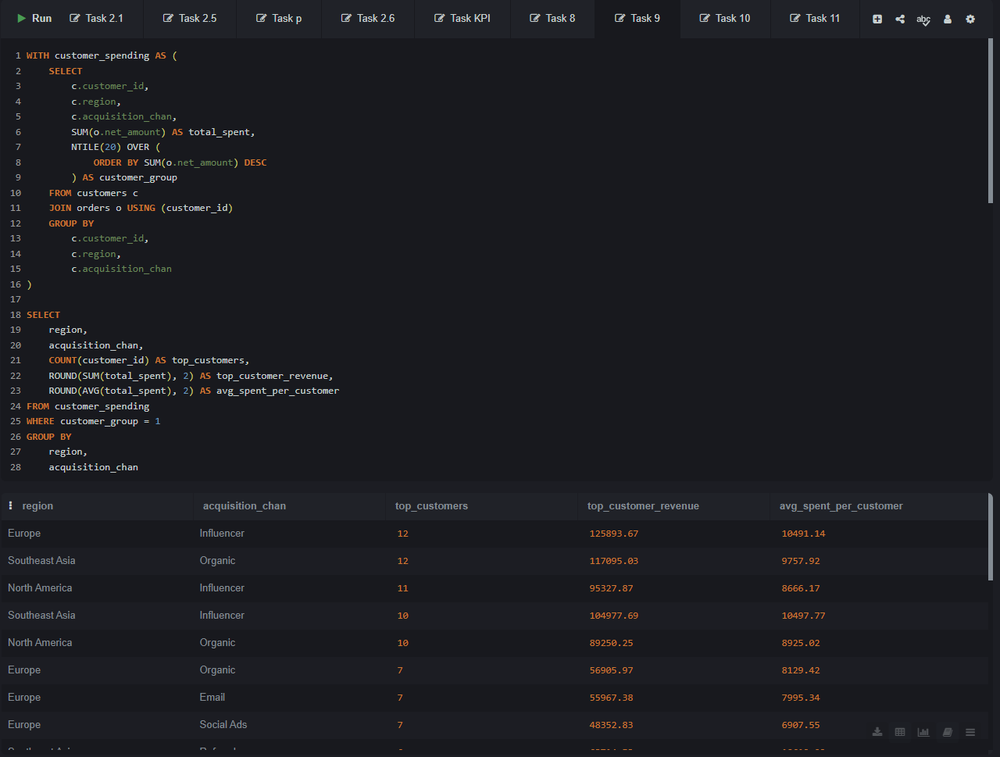 Run Task 2.1 Task 2.5 Task p Task 2.6 Task KPI Task 8 Task 9 Task 10 Task 11 abc
1 WITH customer_spending AS (
2 SELECT
3 c.customer_id,
4 c.region,
5 c.acquisition_chan,
6 SUM(o.net_amount) AS total_spent,
7 NTILE(20) OVER (
8 ORDER BY SUM(o.net_amount) DESC
9 ) AS customer_group
10 FROM customers c
11 JOIN orders o USING (customer_id)
12 GROUP BY
13 c.customer_id,
14 c.region,
15 c.acquisition_chan
16 )
17
18 SELECT
19 region,
20 acquisition_chan,
21 COUNT(customer_id) AS top_customers,
22 ROUND(SUM(total_spent), 2) AS top_customer_revenue,
23 ROUND(AVG(total_spent), 2) AS avg_spent_per_customer
24 FROM customer_spending
25 WHERE customer_group = 1
26 GROUP BY
27 region,
28 acquisition_chan
region acquisition_chan top_customers top_customer_revenue avg_spent_per_customer
Europe Influencer 12 125893.67 10491.14
Southeast Asia Organic 12 117095.03 9757.92
North America Influencer 11 95327.87 8666.17
Southeast Asia Influencer 10 104977.69 10497.77
North America Organic 10 89250.25 8925.02
Europe Organic 7 56905.97 8129.42
Europe Email 7 55967.38 7995.34
Europe Social Ads 7 48352.83 6907.55